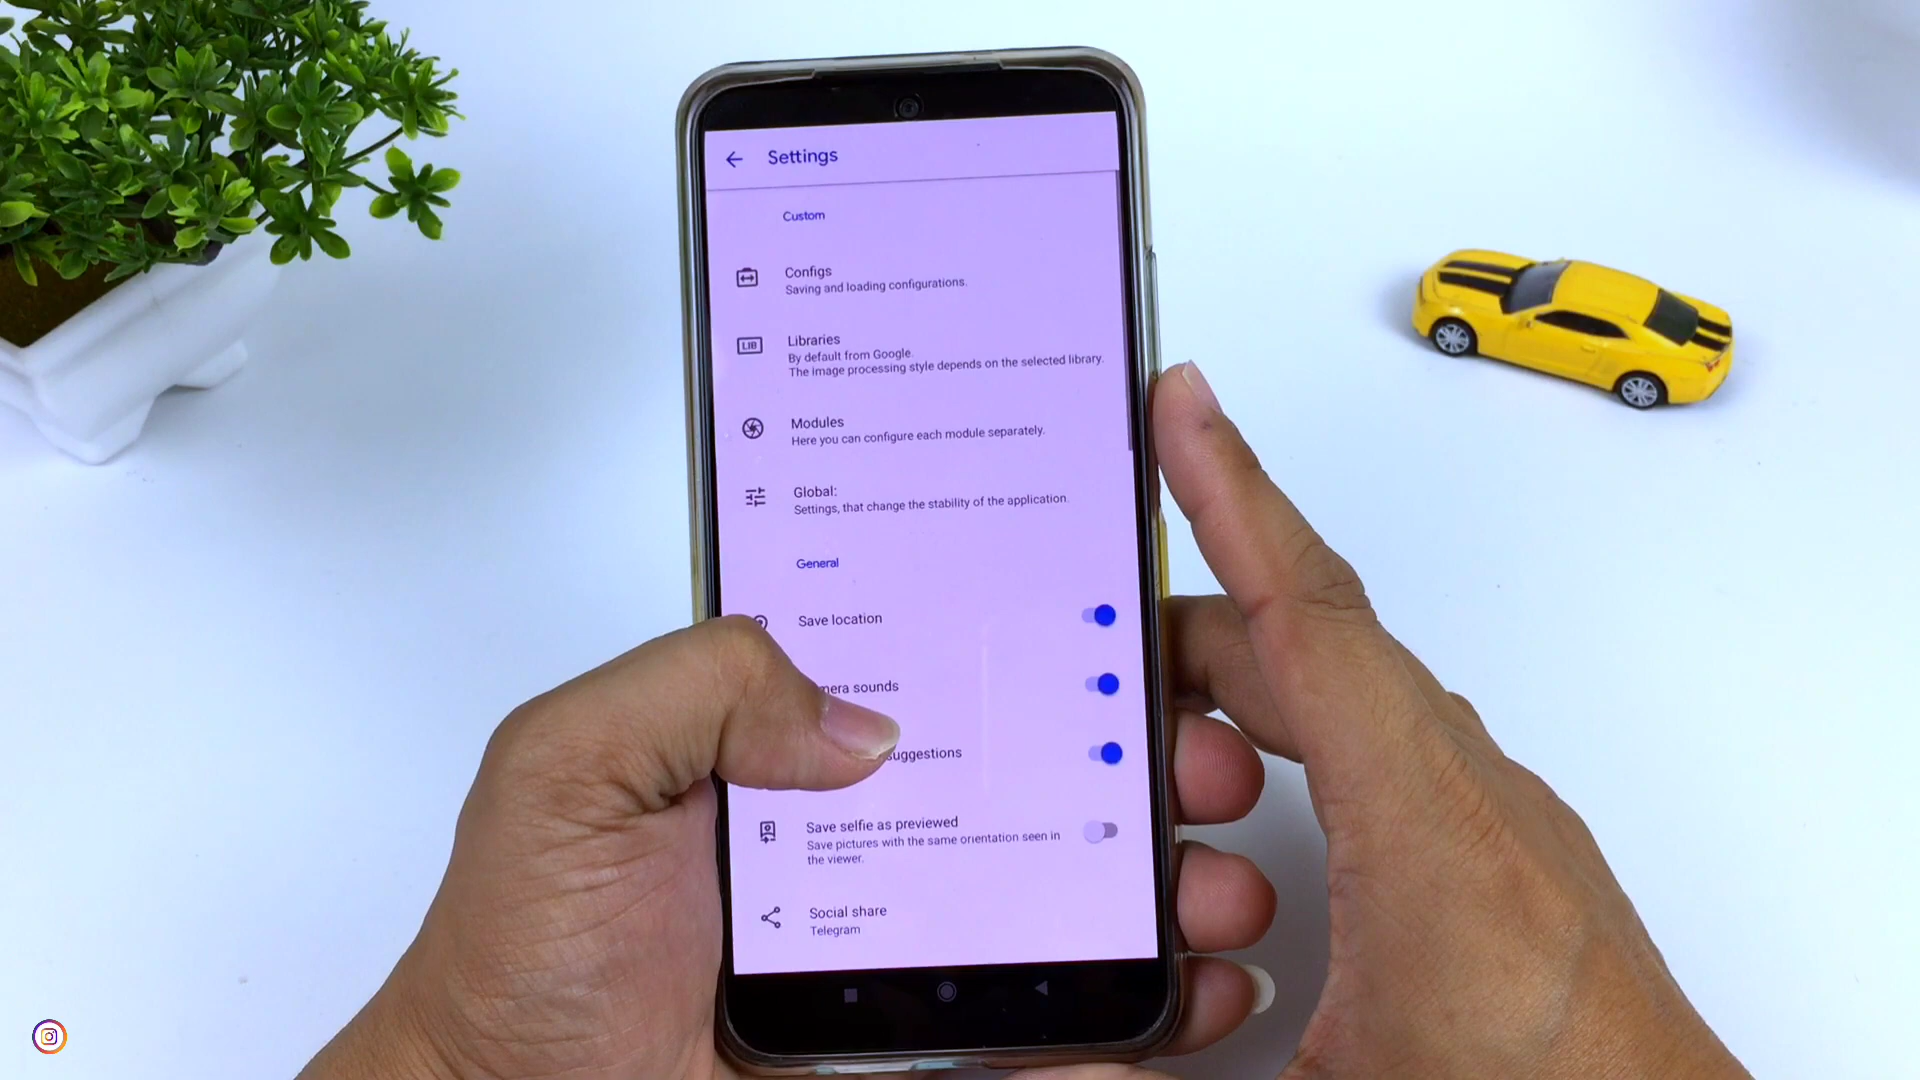 Settings
Custom
Configs
Saving and loading configurations.
LIB
Libraries
By default from Google.
The image processing style depends on the selected library.
Modules
Here you can configure each module separately.
Global:
Settings, that change the stability of the application.
General
Save location
sounds
suggestions
Save selfie as previewed
Save pictures with the same orientation seen in
the viewer.
Social share
Telegram